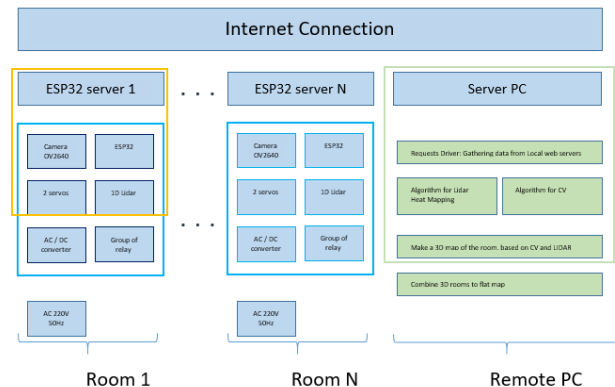 Internet Connection
ESP32 server 1
. . .
ESP32 server N
Server PC
Camera
OV2640
ESP32
Camera
OV2640
ESP32
Requests Driver: Gathering data from Local web servers
2 servos
1D Lidar
2 servos
1D Lidar
Algorithm for Lidar
Heat Mapping
Algorithm for CV
. . .
AC / DC
converter
Group of
relay
AC / DC
converter
Group of
relay
Make a 3D map of the room. based on CV and LIDAR
Combine 3D rooms to flat map
AC 220V
50Hz
AC 220V
50Hz
Room 1
Room N
Remote PC